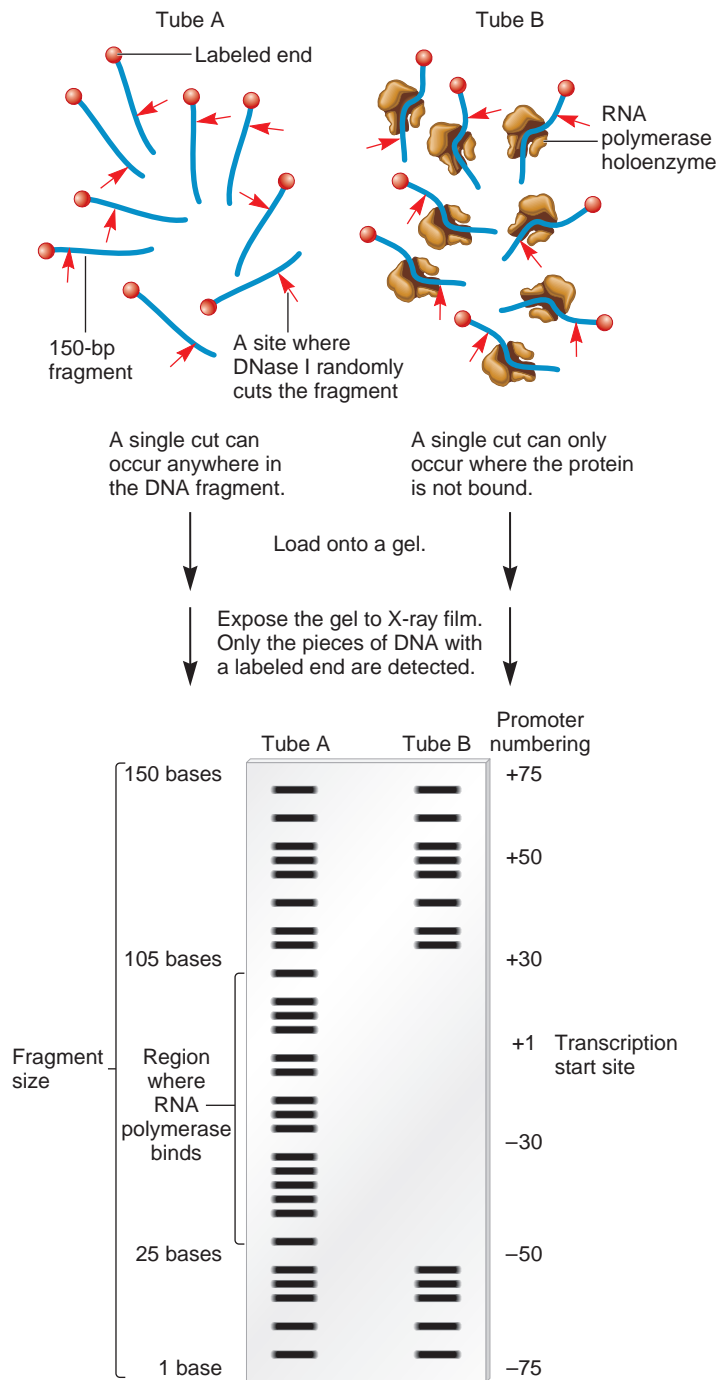 Tube A
Tube B
Labeled end
RNA
polymerase
holoenzyme
150-bp
fragment
A site where
DNase I randomly
cuts the fragment
A single cut can
occur anywhere in
the DNA fragment.
A single cut can only
occur where the protein
is not bound.
Load onto a gel.
Expose the gel to X-ray film.
Only the pieces of DNA with
a labeled end are detected.
Tube A
Tube B
Promoter
numbering
150 bases
+75
+50
105 bases
+30
+1
Transcription
start site
Fragment
size
Region
where
RNA
polymerase
binds
–30
25 bases
–50
1 base
–75